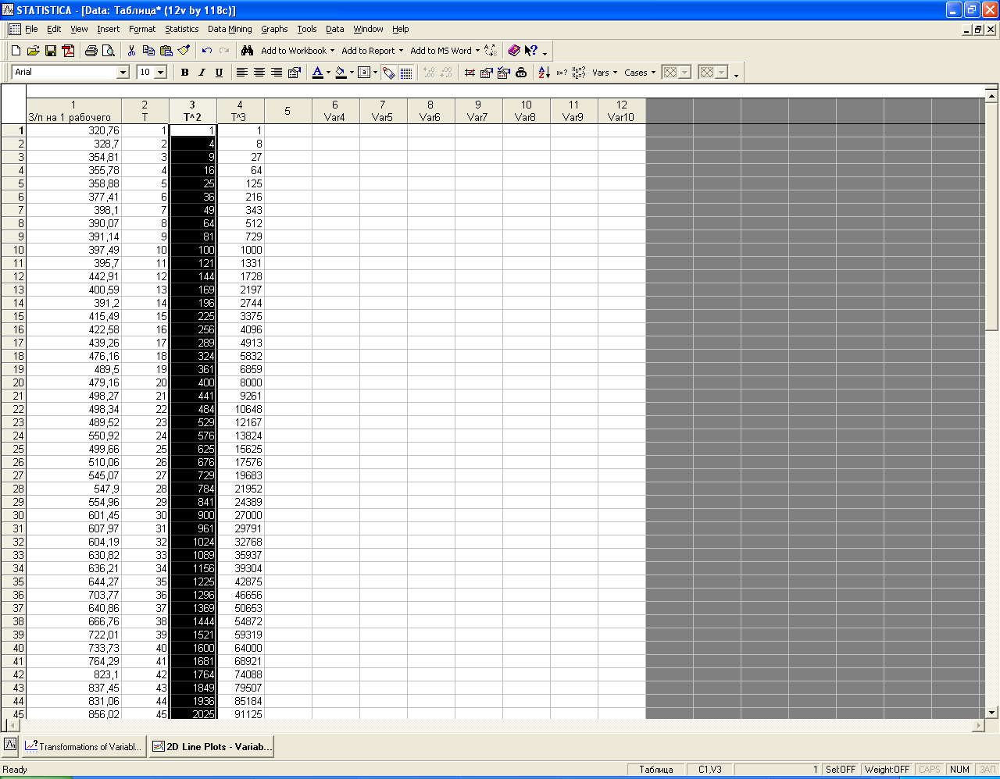 STATISTICA - [Data: Таблица* (12v by 118c)]
File Edit View Insert Format Statistics Data Mining Graphs Tools Data Window Help
Add to Workbook Add to Report Add to MS Word
Arial 10 B I U A Vars Cases
1 2 3 4 5 6 7 8 9 10 11 12
З/п на 1 рабочего T T^2 T^3 Var4 Var5 Var6 Var7 Var8 Var9 Var10
1 320,76 1 1 1
2 328,7 2 4 8
3 354,81 3 9 27
4 355,78 4 16 64
5 358,88 5 25 125
6 377,41 6 36 216
7 398,1 7 49 343
8 390,07 8 64 512
9 391,14 9 81 729
10 397,49 10 100 1000
11 395,7 11 121 1331
12 442,91 12 144 1728
13 400,59 13 169 2197
14 391,2 14 196 2744
15 415,49 15 225 3375
16 422,58 16 256 4096
17 439,26 17 289 4913
18 476,16 18 324 5832
19 489,5 19 361 6859
20 479,16 20 400 8000
21 498,27 21 441 9261
22 498,34 22 484 10648
23 489,52 23 529 12167
24 550,92 24 576 13824
25 499,66 25 625 15625
26 510,06 26 676 17576
27 545,07 27 729 19683
28 547,9 28 784 21952
29 554,96 29 841 24389
30 601,45 30 900 27000
31 607,97 31 961 29791
32 604,19 32 1024 32768
33 630,82 33 1089 35937
34 636,21 34 1156 39304
35 644,27 35 1225 42875
36 703,77 36 1296 46656
37 640,86 37 1369 50653
38 666,76 38 1444 54872
39 722,01 39 1521 59319
40 733,73 40 1600 64000
41 764,29 41 1681 68921
42 823,1 42 1764 74088
43 837,45 43 1849 79507
44 831,06 44 1936 85184
45 856,02 45 2025 91125
Transformations of Variabl... 2D Line Plots - Variab...
Ready Таблица C1,V3 1 Sel:OFF Weight:OFF CAPS NUM ЗАП